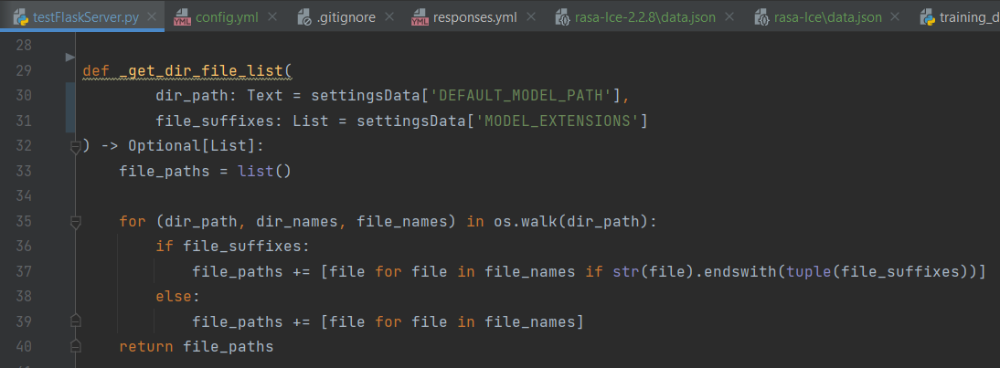 testFlaskServer.py config.yml .gitignore responses.yml rasa-Ice-2.2.8\data.json rasa-Ice\data.json training_d
28
29 def _get_dir_file_list(
30 dir_path: Text = settingsData['DEFAULT_MODEL_PATH'],
31 file_suffixes: List = settingsData['MODEL_EXTENSIONS']
32 ) -> Optional[List]:
33 file_paths = list()
34
35 for (dir_path, dir_names, file_names) in os.walk(dir_path):
36 if file_suffixes:
37 file_paths += [file for file in file_names if str(file).endswith(tuple(file_suffixes))]
38 else:
39 file_paths += [file for file in file_names]
40 return file_paths